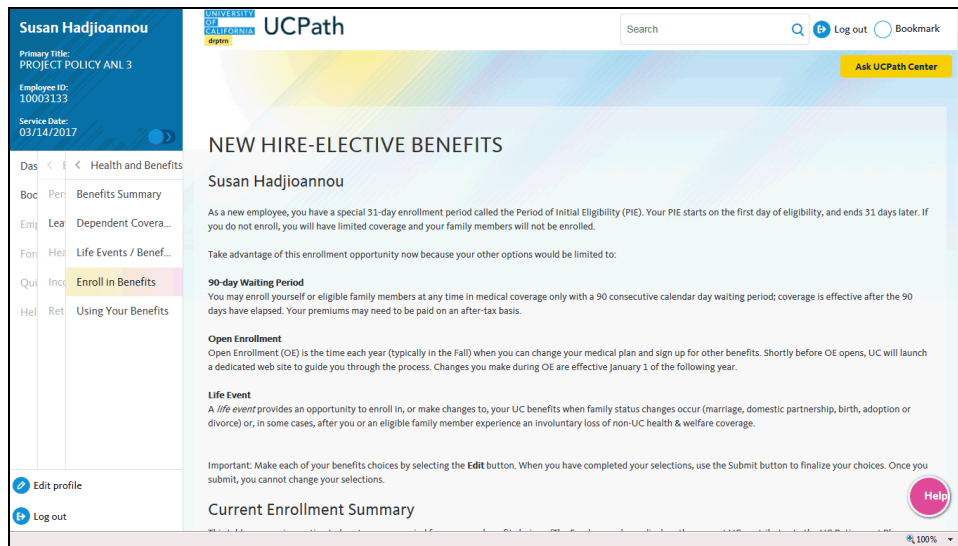 Susan Hadjioannou
Primary Title:
PROJECT POLICY ANL 3
Employee ID:
10003133
Service Date:
03/14/2017
UNIVERSITY
OF
CALIFORNIA
drptrn
UCPath
Search
Log out
Bookmark
Ask UCPath Center
Das
Boo
Emp
For
Qui
Hel
Per
Lea
Hea
Inc
Ret
Health and Benefits
Benefits Summary
Dependent Covera...
Life Events / Benef...
Enroll in Benefits
Using Your Benefits
Edit profile
Log out
NEW HIRE-ELECTIVE BENEFITS
Susan Hadjioannou
As a new employee, you have a special 31-day enrollment period called the Period of Initial Eligibility (PIE). Your PIE starts on the first day of eligibility, and ends 31 days later. If
you do not enroll, you will have limited coverage and your family members will not be enrolled.
Take advantage of this enrollment opportunity now because your other options would be limited to:
90-day Waiting Period
You may enroll yourself or eligible family members at any time in medical coverage only with a 90 consecutive calendar day waiting period; coverage is effective after the 90
days have elapsed. Your premiums may need to be paid on an after-tax basis.
Open Enrollment
Open Enrollment (OE) is the time each year (typically in the Fall) when you can change your medical plan and sign up for other benefits. Shortly before OE opens, UC will launch
a dedicated web site to guide you through the process. Changes you make during OE are effective January 1 of the following year.
Life Event
A life event provides an opportunity to enroll in, or make changes to, your UC benefits when family status changes occur (marriage, domestic partnership, birth, adoption or
divorce) or, in some cases, after you or an eligible family member experience an involuntary loss of non-UC health & welfare coverage.
Important: Make each of your benefits choices by selecting the Edit button. When you have completed your selections, use the Submit button to finalize your choices. Once you
submit, you cannot change your selections.
Current Enrollment Summary
Help
100%